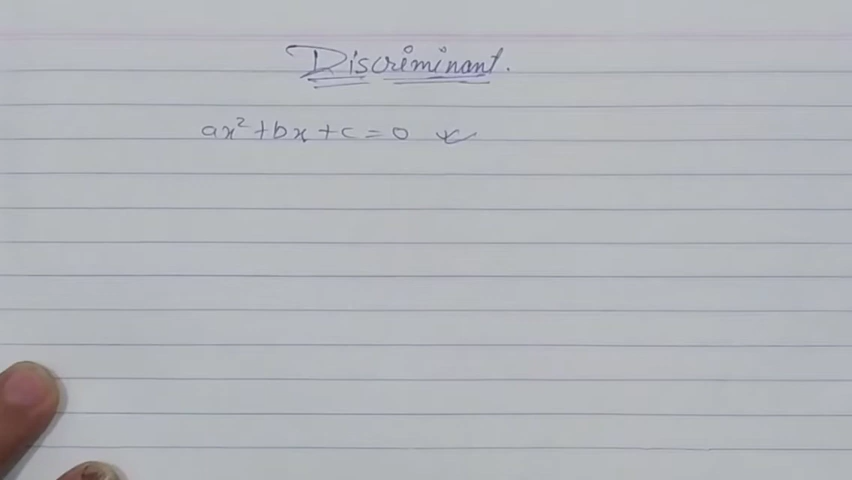 Discriminant.
ax² + bx + c = 0